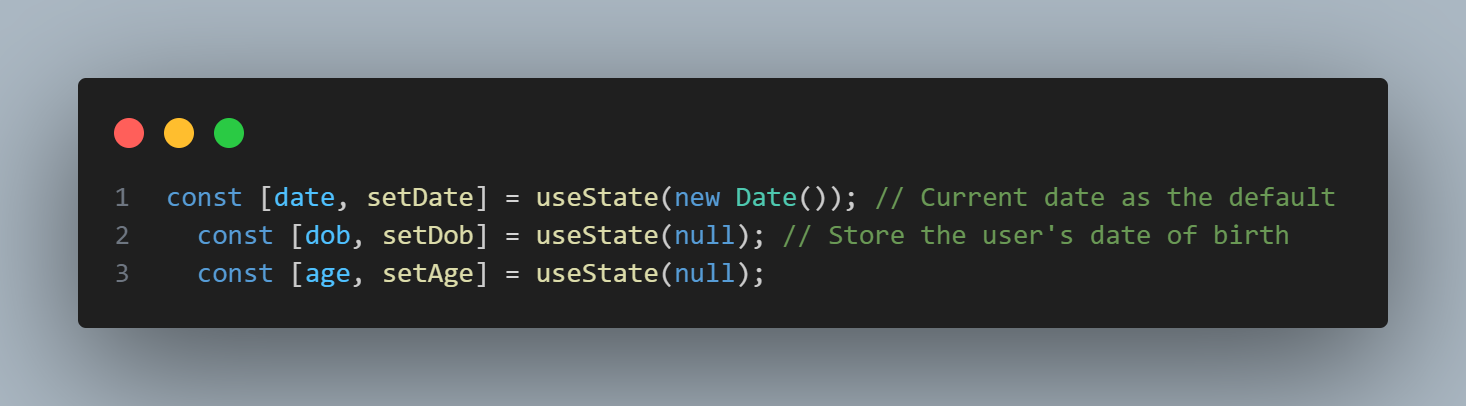 1 const [date, setDate] = useState(new Date()); // Current date as the default
2   const [dob, setDob] = useState(null); // Store the user's date of birth
3   const [age, setAge] = useState(null);